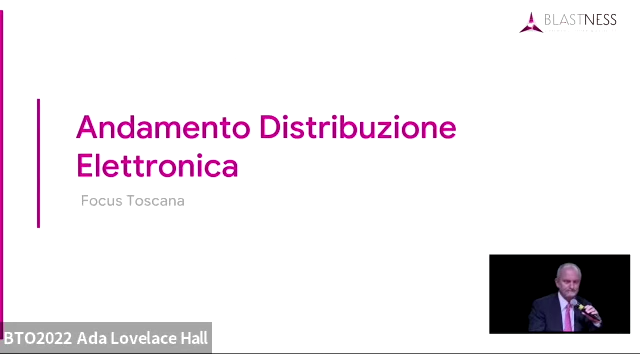 BLASTNESS
Andamento Distribuzione
Elettronica
Focus Toscana
BTO2022 Ada Lovelace Hall